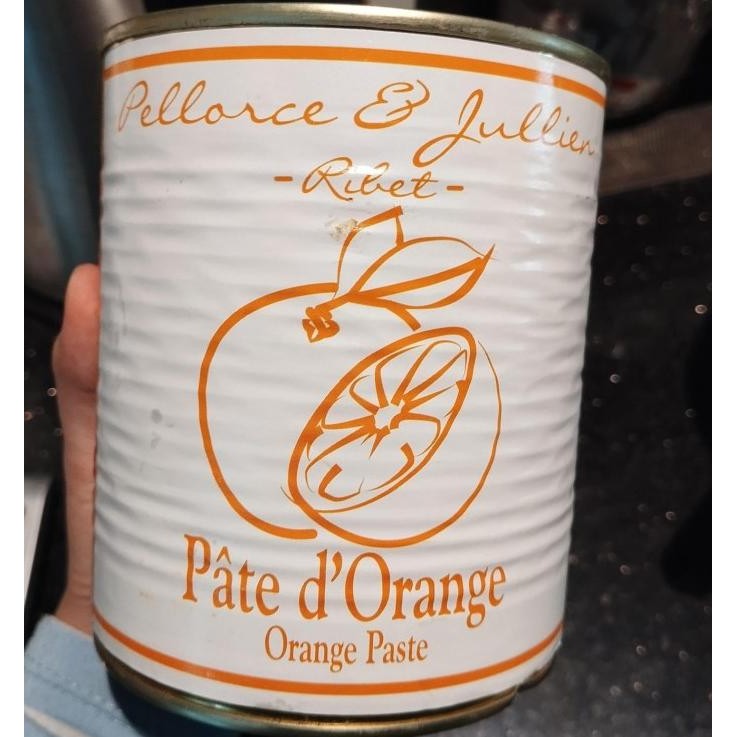 Pellorce & Jullien
-Ribet-
Pâte d'Orange
Orange Paste